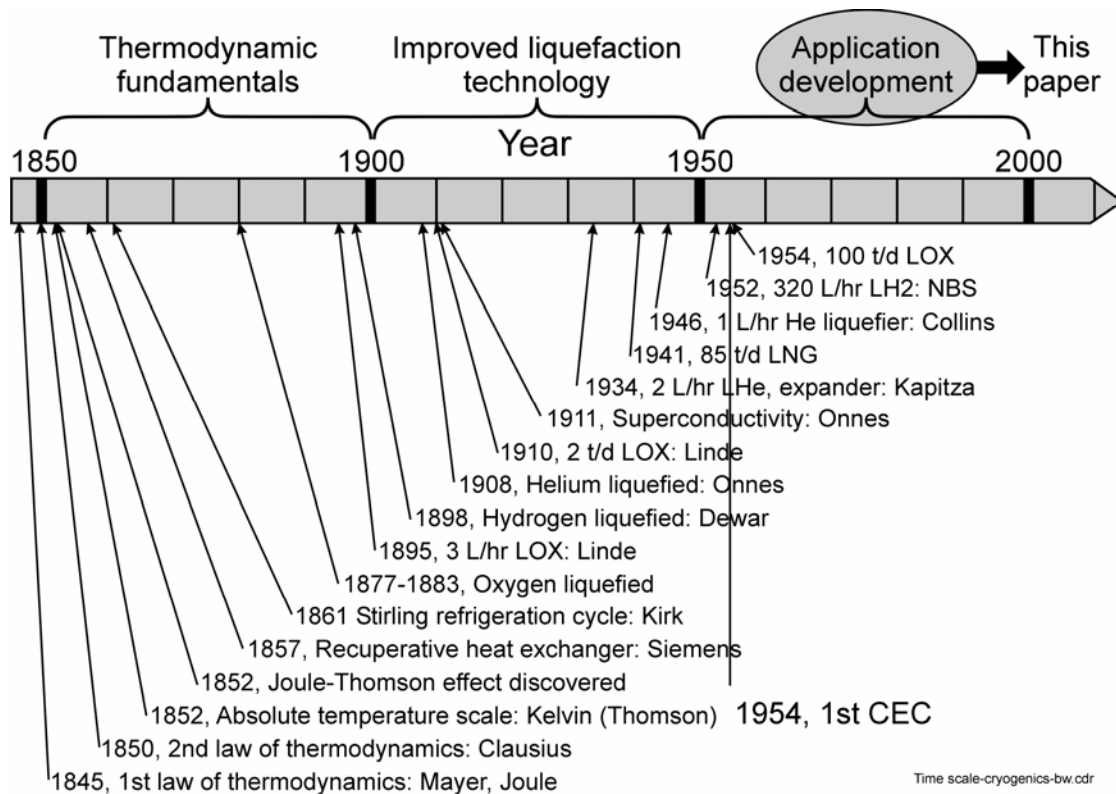 Thermodynamic
fundamentals
Improved liquefaction
technology
Application
development
This
paper
Year
1850
1900
1950
2000
1954, 100 t/d LOX
1952, 320 L/hr LH2: NBS
1946, 1 L/hr He liquefier: Collins
1941, 85 t/d LNG
1934, 2 L/hr LHe, expander: Kapitza
1911, Superconductivity: Onnes
1910, 2 t/d LOX: Linde
1908, Helium liquefied: Onnes
1898, Hydrogen liquefied: Dewar
1895, 3 L/hr LOX: Linde
1877-1883, Oxygen liquefied
1861 Stirling refrigeration cycle: Kirk
1857, Recuperative heat exchanger: Siemens
1852, Joule-Thomson effect discovered
1852, Absolute temperature scale: Kelvin (Thomson)
1954, 1st CEC
1850, 2nd law of thermodynamics: Clausius
1845, 1st law of thermodynamics: Mayer, Joule
Time scale-cryogenics-bw.cdr